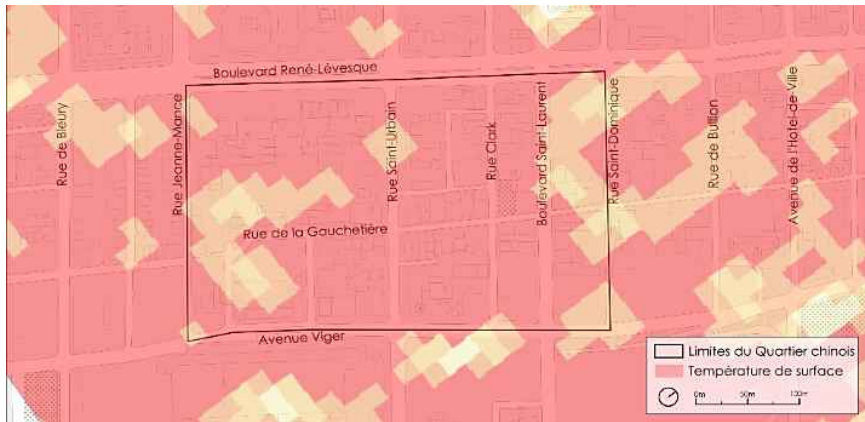 Boulevard René-Lévesque
Rue de Bleury
Rue Jeanne-Mance
Rue Saint-Urbain
Rue Clark
Boulevard Saint-Laurent
Rue Saint-Dominique
Rue de Bullion
Avenue de l'Hotel-de-Ville
Rue de la Gauchetière
Avenue Viger
Limites du Quartier chinois
Température de surface
0m 50m 100m